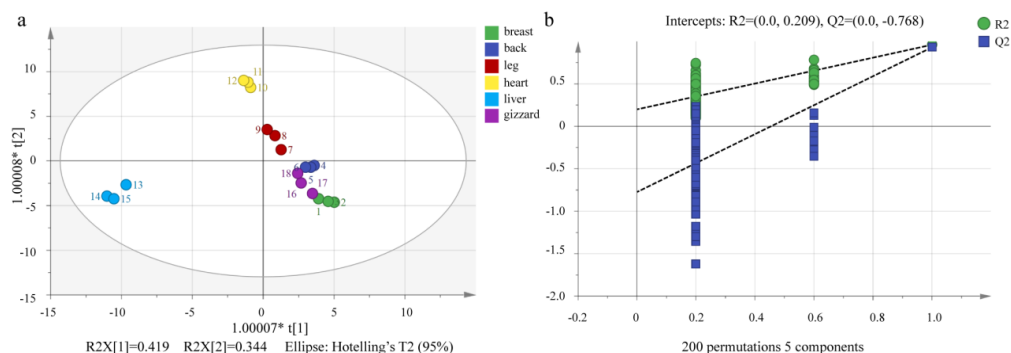 a
15
10
5
0
-5
-10
-15
1.00008* t[2]
12
11
10
9
8
7
6
4
5
18
17
16
1
2
13
14
15
-15
-10
-5
0
5
10
1.00007* t[1]
R2X[1]=0.419 R2X[2]=0.344 Ellipse: Hotelling's T2 (95%)
breast
back
leg
heart
liver
gizzard
b
Intercepts: R2=(0.0, 0.209), Q2=(0.0, -0.768)
R2
Q2
0.5
0
-0.5
-1.0
-1.5
-2.0
-0.2
0
0.2
0.4
0.6
0.8
1.0
200 permutations 5 components